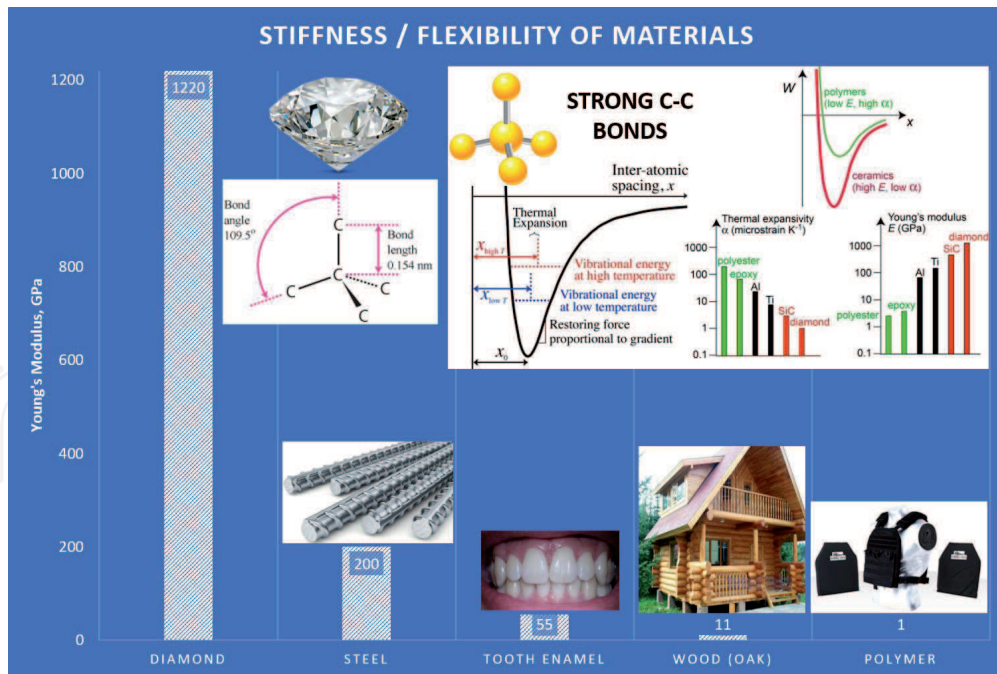 STIFFNESS / FLEXIBILITY OF MATERIALS
Young's Modulus, GPa
1200
1000
800
600
400
200
0
1220
200
55
11
1
DIAMOND
STEEL
TOOTH ENAMEL
WOOD (OAK)
POLYMER
Bond
angle
109.5°
C
Bond
length
0.154 nm
C
C
C
C
STRONG C-C
BONDS
Inter-atomic
spacing, x
Thermal
Expansion
x high T
Vibrational energy
at high temperature
x low T
Vibrational energy
at low temperature
Restoring force
proportional to gradient
x0
W
polymers
(low E, high α)
x
ceramics
(high E, low α)
Thermal expansivity
α (microstrain K⁻¹)
1000
100
10
1
0.1
polyester
epoxy
Al
Ti
SiC
diamond
Young's modulus
E (GPa)
1000
100
10
1
0.1
polyester
epoxy
Al
Ti
SiC
diamond